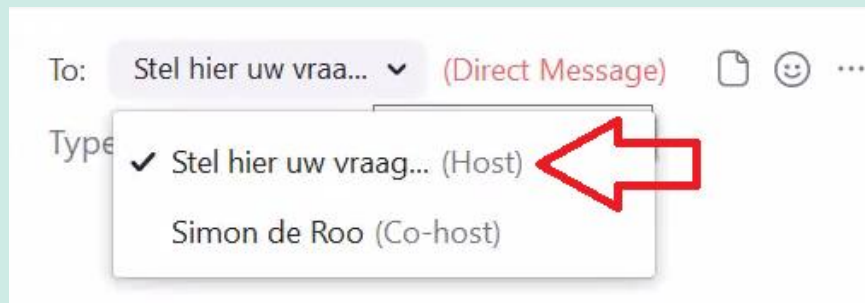 To: Stel hier uw vraa... (Direct Message) ...
Type
✓ Stel hier uw vraag... (Host)
Simon de Roo (Co-host)